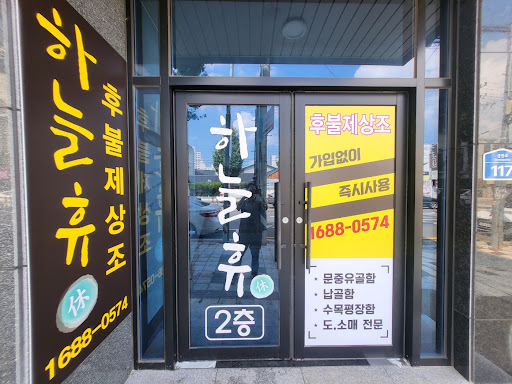 하늘휴
休
후불제상조
1688-0574
하늘휴
休
2층
후불제상조
가입없이
즉시사용
1688-0574
· 문중유골함
· 납골함
· 수목평장함
· 도,소매 전문
117